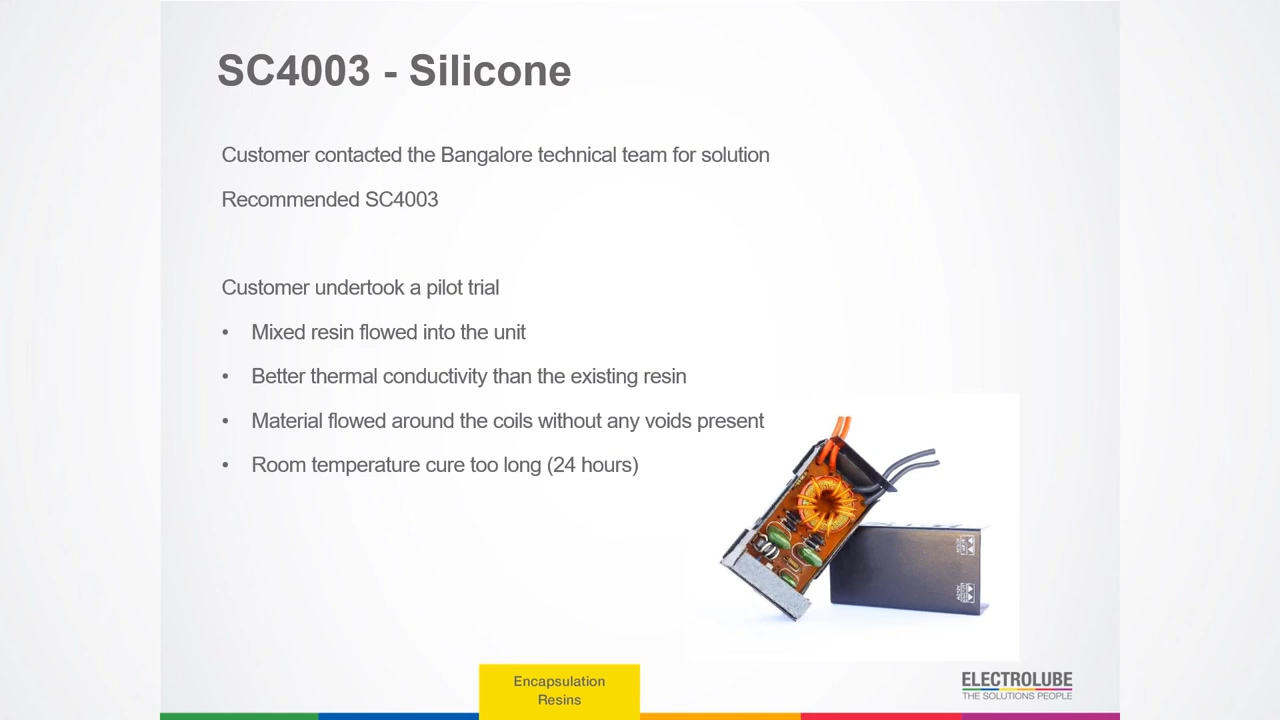 SC4003 - Silicone
Customer contacted the Bangalore technical team for solution
Recommended SC4003
Customer undertook a pilot trial
• Mixed resin flowed into the unit
• Better thermal conductivity than the existing resin
• Material flowed around the coils without any voids present
• Room temperature cure too long (24 hours)
Encapsulation
Resins
ELECTROLUBE
THE SOLUTIONS PEOPLE